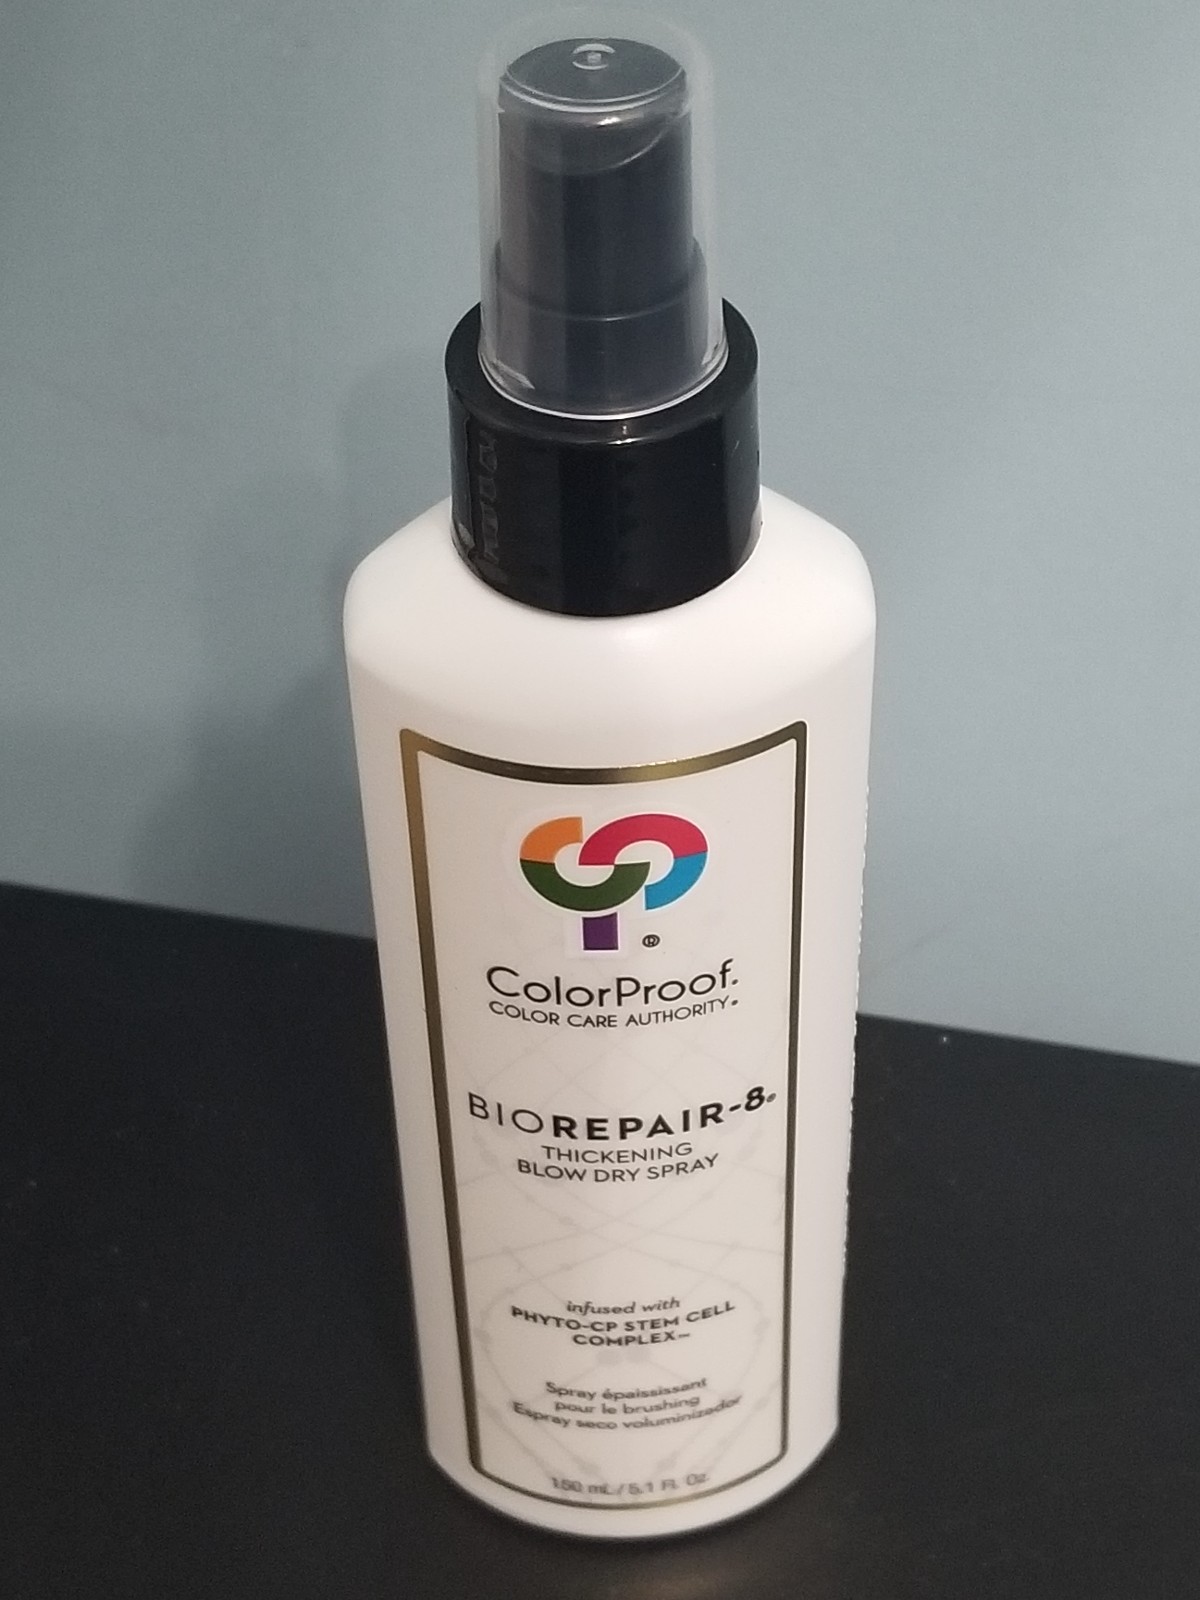 ®
ColorProof.
COLOR CARE AUTHORITY®
BIOREPAIR-8®
THICKENING
BLOW DRY SPRAY
infused with
PHYTO-CP STEM CELL
COMPLEX™
Spray épaississant
pour le brushing
Espray seco voluminizador
150 mL / 5.1 Fl. Oz.